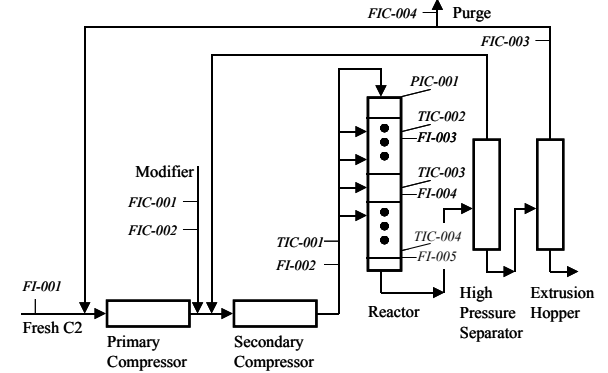 FIC-004
Purge
FIC-003
PIC-001
TIC-002
FI-003
Modifier
TIC-003
FIC-001
FI-004
FIC-002
TIC-001
TIC-004
FI-002
FI-005
FI-001
Fresh C2
Reactor
High
Pressure
Separator
Extrusion
Hopper
Primary
Compressor
Secondary
Compressor